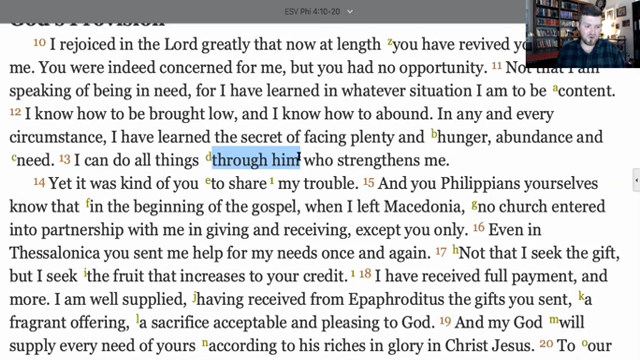 ESV Phi 4:10-20
God's Provision
10 I rejoiced in the Lord greatly that now at length z you have revived
me. You were indeed concerned for me, but you had no opportunity. 11 Not that I am
speaking of being in need, for I have learned in whatever situation I am to be a content.
12 I know how to be brought low, and I know how to abound. In any and every
circumstance, I have learned the secret of facing plenty and b hunger, abundance and
c need. 13 I can do all things d through him who strengthens me.
14 Yet it was kind of you e to share 1 my trouble. 15 And you Philippians yourselves
know that f in the beginning of the gospel, when I left Macedonia, g no church entered
into partnership with me in giving and receiving, except you only. 16 Even in
Thessalonica you sent me help for my needs once and again. 17 h Not that I seek the gift,
but I seek i the fruit that increases to your credit. 1 18 I have received full payment, and
more. I am well supplied, j having received from Epaphroditus the gifts you sent, k a
fragrant offering, l a sacrifice acceptable and pleasing to God. 19 And my God m will
supply every need of yours n according to his riches in glory in Christ Jesus. 20 To o our